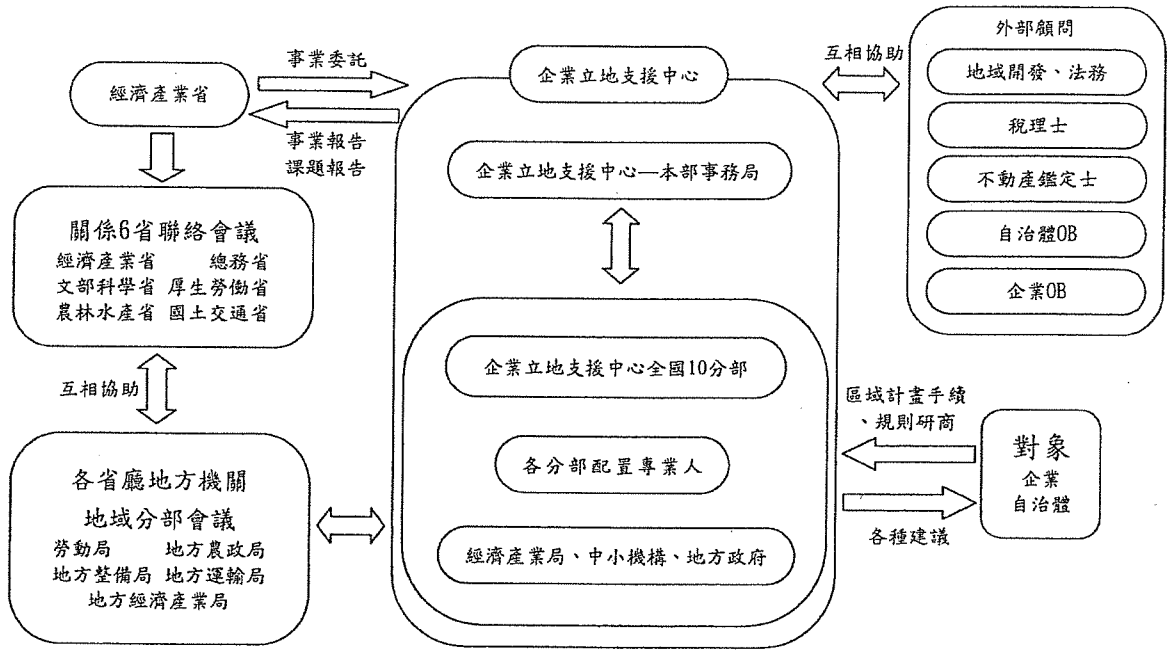 經濟產業省
事業委託
事業報告
課題報告
關係6省聯絡會議
經濟產業省 總務省
文部科學省 厚生勞働省
農林水產省 國土交通省
互相協助
各省廳地方機關
地域分部會議
勞動局 地方農政局
地方整備局 地方運輸局
地方經濟產業局
企業立地支援中心
企業立地支援中心—本部事務局
企業立地支援中心全國10分部
各分部配置專業人
經濟產業局、中小機構、地方政府
互相協助
外部顧問
地域開發、法務
稅理士
不動產鑑定士
自治體OB
企業OB
區域計畫手續
、規則研商
對象
企業
自治體
各種建議